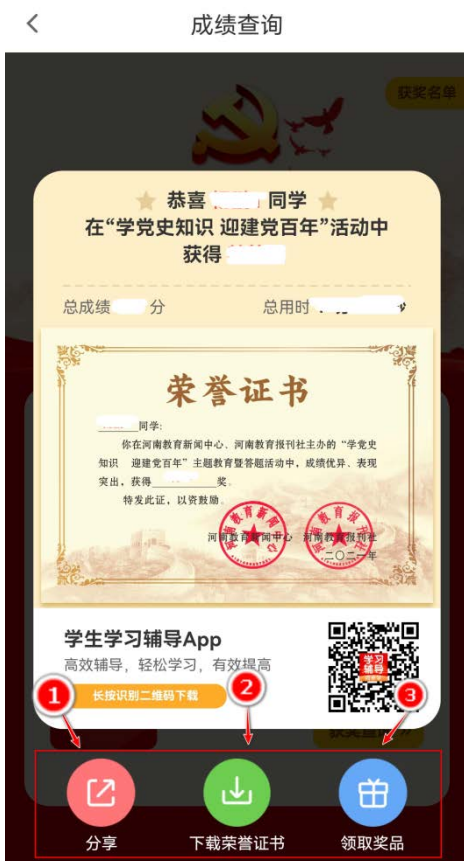 成绩查询
获奖名单
恭喜 同学
在“学党史知识 迎建党百年”活动中
获得
总成绩 分 总用时
荣誉证书
同学:
你在河南教育新闻中心、河南教育报刊社主办的“学党史
知识 迎建党百年”主题教育暨答题活动中，成绩优异、表现
突出，获得 奖。
特发此证，以资鼓励
河南教育新闻中心 河南教育报刊社
二〇二一年
学生学习辅导App
高效辅导，轻松学习，有效提高
长按识别二维码下载
学习
辅导
1 2 3
分享 下载荣誉证书 领取奖品